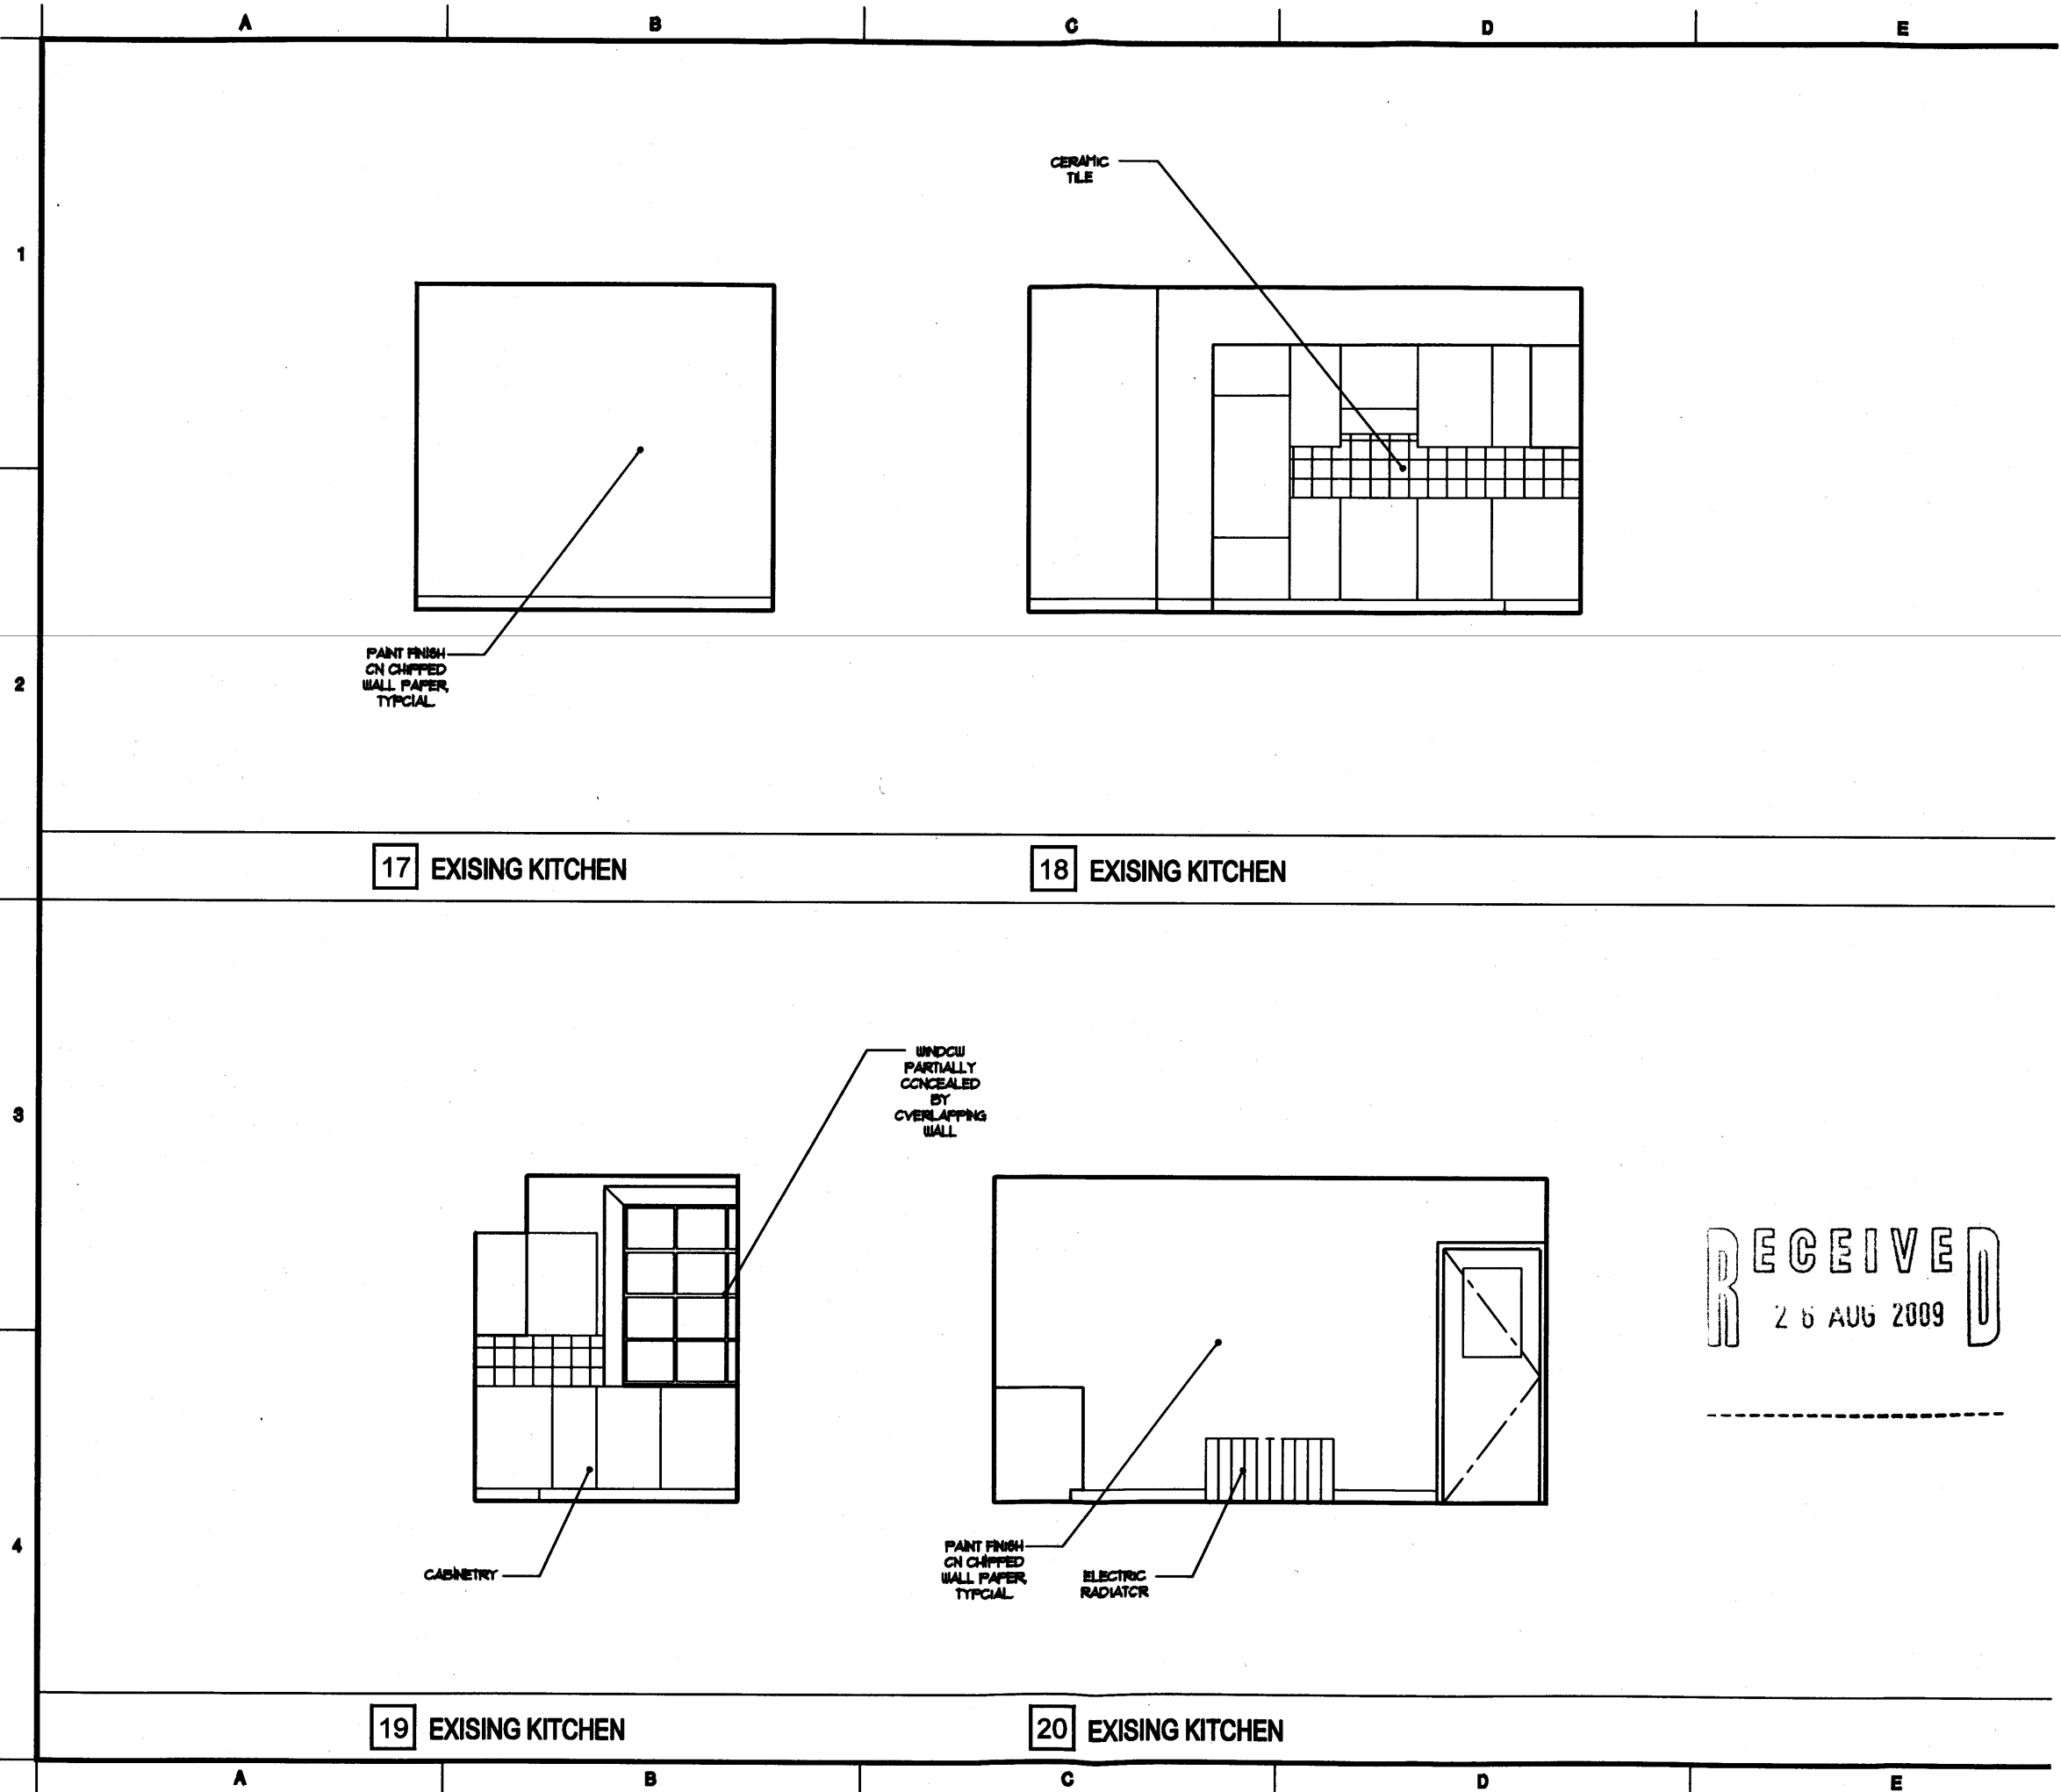 A B C D E
1
CERAMIC
TILE
PAINT FINISH
ON CHIPPED
WALL PAPER,
TYPCIAL
2
17 EXISING KITCHEN
18 EXISING KITCHEN
3
WINDOW
PARTIALLY
CONCEALED
BY
OVERLAPPING
WALL
RECEIVED
26 AUG 2009
4
CABINETRY
PAINT FINISH
ON CHIPPED
WALL PAPER,
TYPCIAL
ELECTRIC
RADIATOR
19 EXISING KITCHEN
20 EXISING KITCHEN
A B C D E